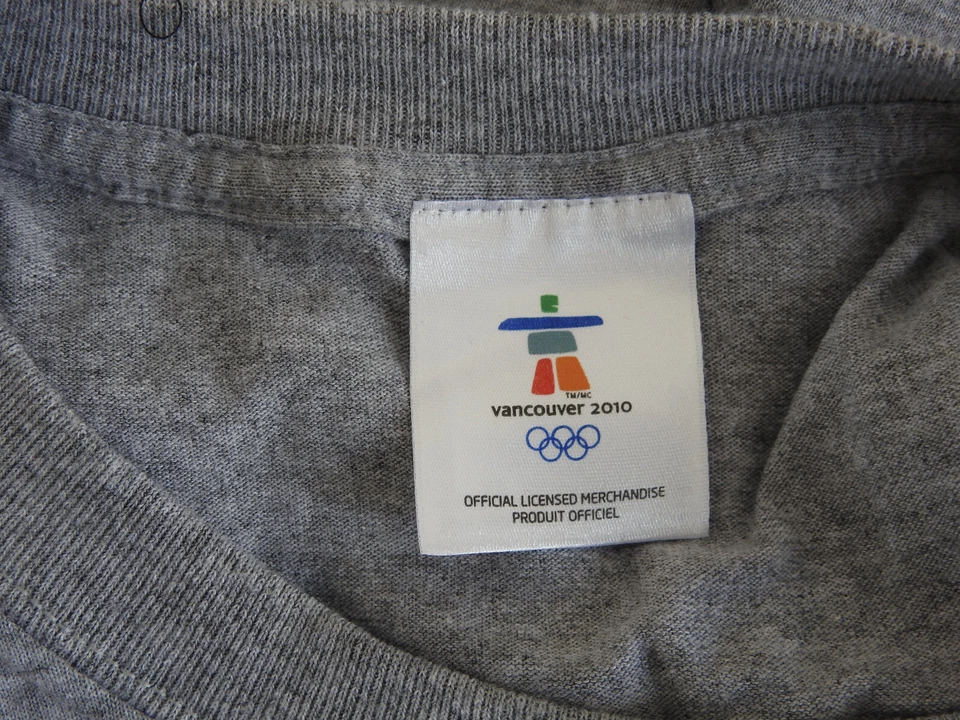 TM/MC
vancouver 2010
OFFICIAL LICENSED MERCHANDISE
PRODUIT OFFICIEL